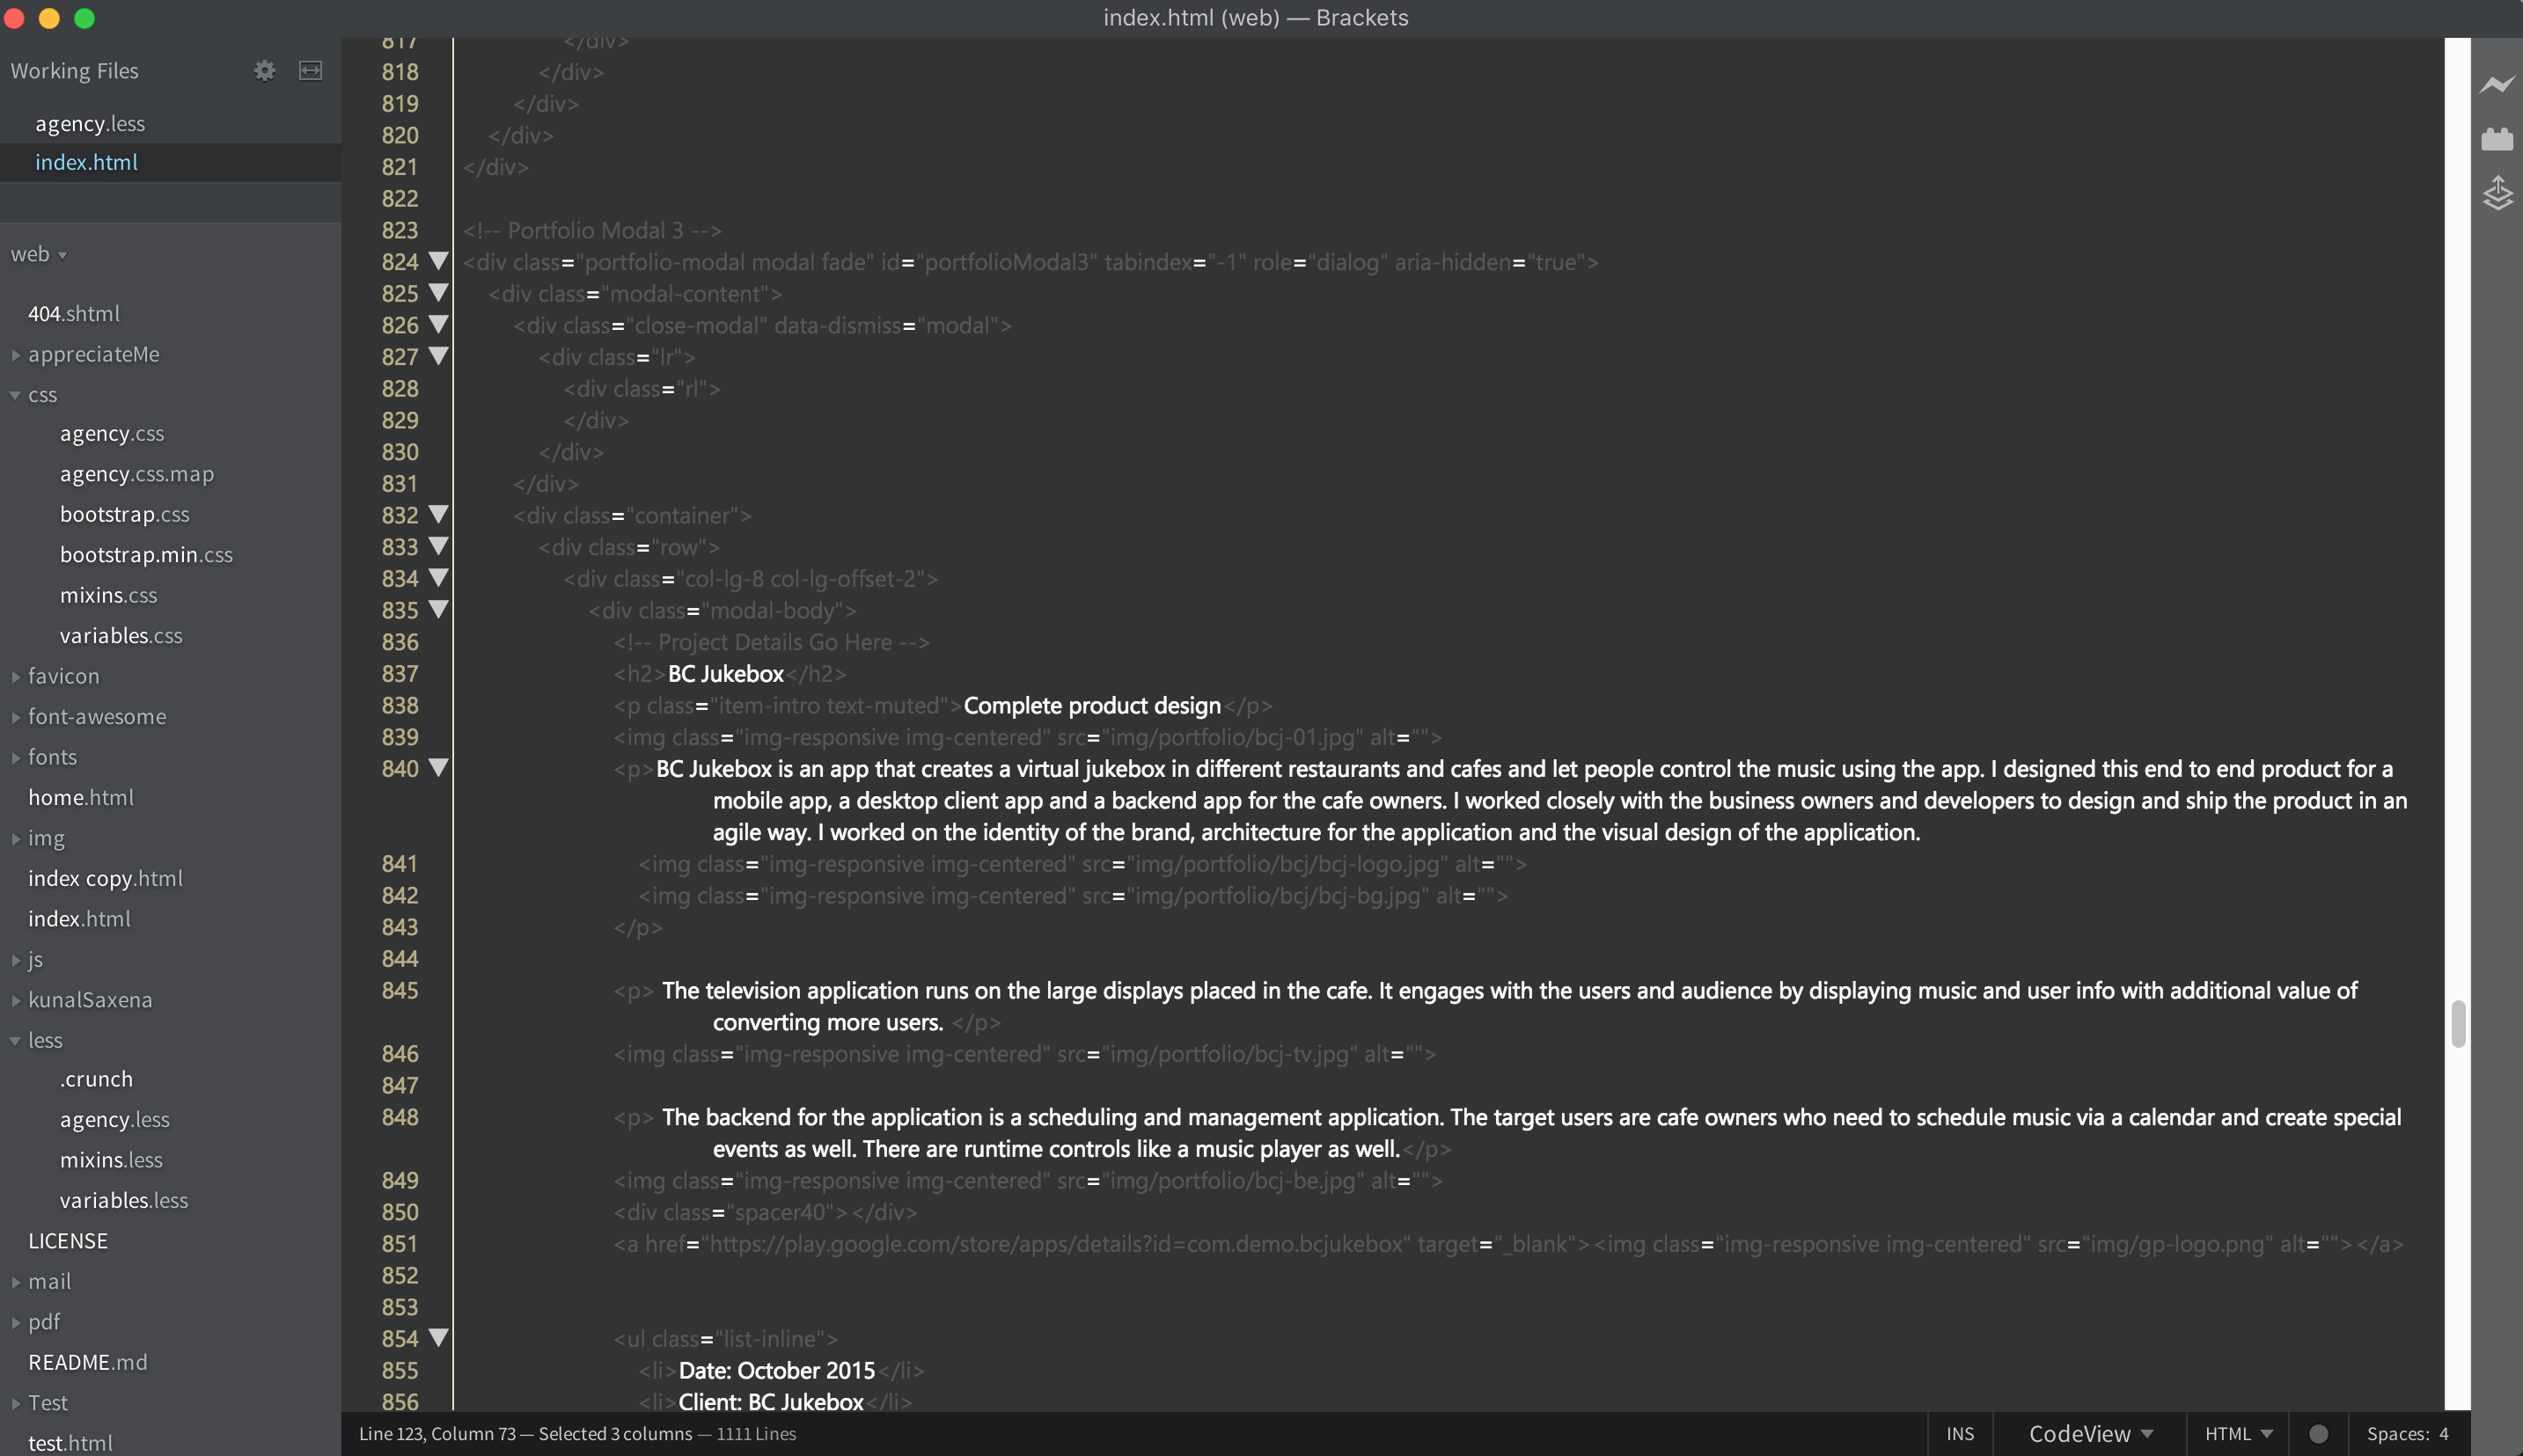 index.html (web) — Brackets
Working Files
agency.less
index.html
web
404.shtml
appreciateMe
css
agency.css
agency.css.map
bootstrap.css
bootstrap.min.css
mixins.css
variables.css
favicon
font-awesome
fonts
home.html
img
index copy.html
index.html
js
kunalSaxena
less
.crunch
agency.less
mixins.less
variables.less
LICENSE
mail
pdf
README.md
Test
test.html
817 </div>
818 </div>
819 </div>
820 </div>
821 </div>
822
823 <!-- Portfolio Modal 3 -->
824 <div class="portfolio-modal modal fade" id="portfolioModal3" tabindex="-1" role="dialog" aria-hidden="true">
825 <div class="modal-content">
826 <div class="close-modal" data-dismiss="modal">
827 <div class="lr">
828 <div class="rl">
829 </div>
830 </div>
831 </div>
832 <div class="container">
833 <div class="row">
834 <div class="col-lg-8 col-lg-offset-2">
835 <div class="modal-body">
836 <!-- Project Details Go Here -->
837 <h2>BC Jukebox</h2>
838 <p class="item-intro text-muted">Complete product design</p>
839 <img class="img-responsive img-centered" src="img/portfolio/bcj-01.jpg" alt="">
840 <p>BC Jukebox is an app that creates a virtual jukebox in different restaurants and cafes and let people control the music using the app. I designed this end to end product for a
mobile app, a desktop client app and a backend app for the cafe owners. I worked closely with the business owners and developers to design and ship the product in an
agile way. I worked on the identity of the brand, architecture for the application and the visual design of the application.
841 <img class="img-responsive img-centered" src="img/portfolio/bcj/bcj-logo.jpg" alt="">
842 <img class="img-responsive img-centered" src="img/portfolio/bcj/bcj-bg.jpg" alt="">
843 </p>
844
845 <p> The television application runs on the large displays placed in the cafe. It engages with the users and audience by displaying music and user info with additional value of
converting more users. </p>
846 <img class="img-responsive img-centered" src="img/portfolio/bcj-tv.jpg" alt="">
847
848 <p> The backend for the application is a scheduling and management application. The target users are cafe owners who need to schedule music via a calendar and create special
events as well. There are runtime controls like a music player as well.</p>
849 <img class="img-responsive img-centered" src="img/portfolio/bcj-be.jpg" alt="">
850 <div class="spacer40"></div>
851 <a href="https://play.google.com/store/apps/details?id=com.demo.bcjukebox" target="_blank"><img class="img-responsive img-centered" src="img/gp-logo.png" alt=""></a>
852
853
854 <ul class="list-inline">
855 <li>Date: October 2015</li>
856 <li>Client: BC Jukebox</li>
Line 123, Column 73 — Selected 3 columns — 1111 Lines
INS
CodeView
HTML
Spaces: 4